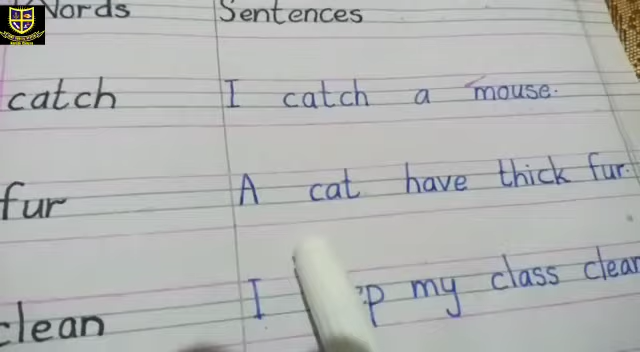 Words Sentences
catch I catch a mouse.
fur A cat have thick fur.
clean I my class clean